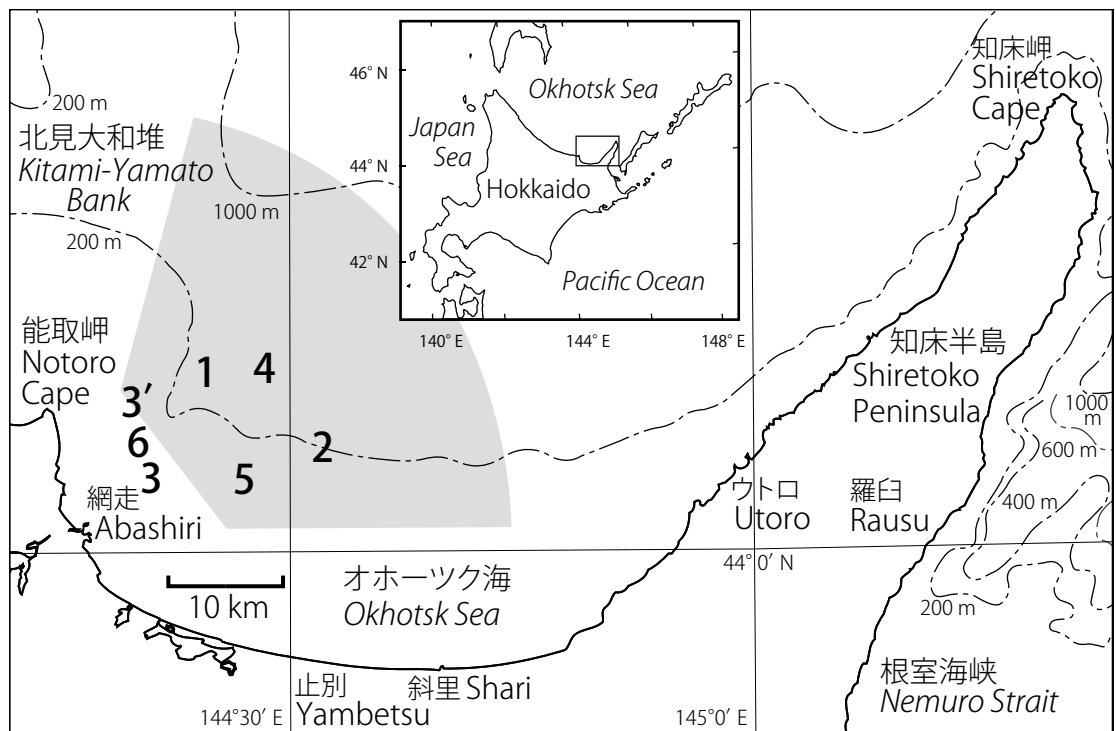 200 m
北見大和堆
Kitami-Yamato
Bank
200 m
1000 m
能取岬
Notoro
Cape
1
4
3′
6
3
2
5
網走
Abashiri
10 km
オホーツク海
Okhotsk Sea
止別
Yambetsu
斜里 Shari
144°30′ E
145°0′ E
44°0′ N
46° N
44° N
42° N
Okhotsk Sea
Japan
Sea
Hokkaido
Pacific Ocean
140° E
144° E
148° E
知床岬
Shiretoko
Cape
知床半島
Shiretoko
Peninsula
1000
m
600 m
400 m
200 m
ウトロ
Utoro
羅臼
Rausu
根室海峡
Nemuro Strait